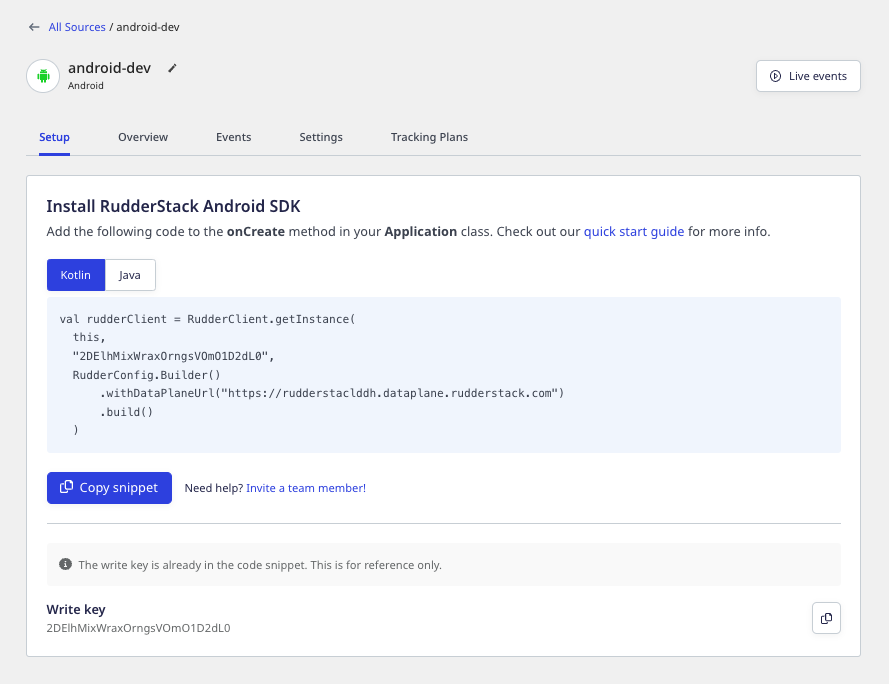 ← All Sources / android-dev
android-dev
Android
Live events
Setup Overview Events Settings Tracking Plans
Install RudderStack Android SDK
Add the following code to the onCreate method in your Application class. Check out our quick start guide for more info.
Kotlin Java
val rudderClient = RudderClient.getInstance(
this,
"2DElhMixWraxOrngsVOmO1D2dL0",
RudderConfig.Builder()
.withDataPlaneUrl("https://rudderstaclddh.dataplane.rudderstack.com")
.build()
)
Copy snippet Need help? Invite a team member!
The write key is already in the code snippet. This is for reference only.
Write key
2DElhMixWraxOrngsVOmO1D2dL0